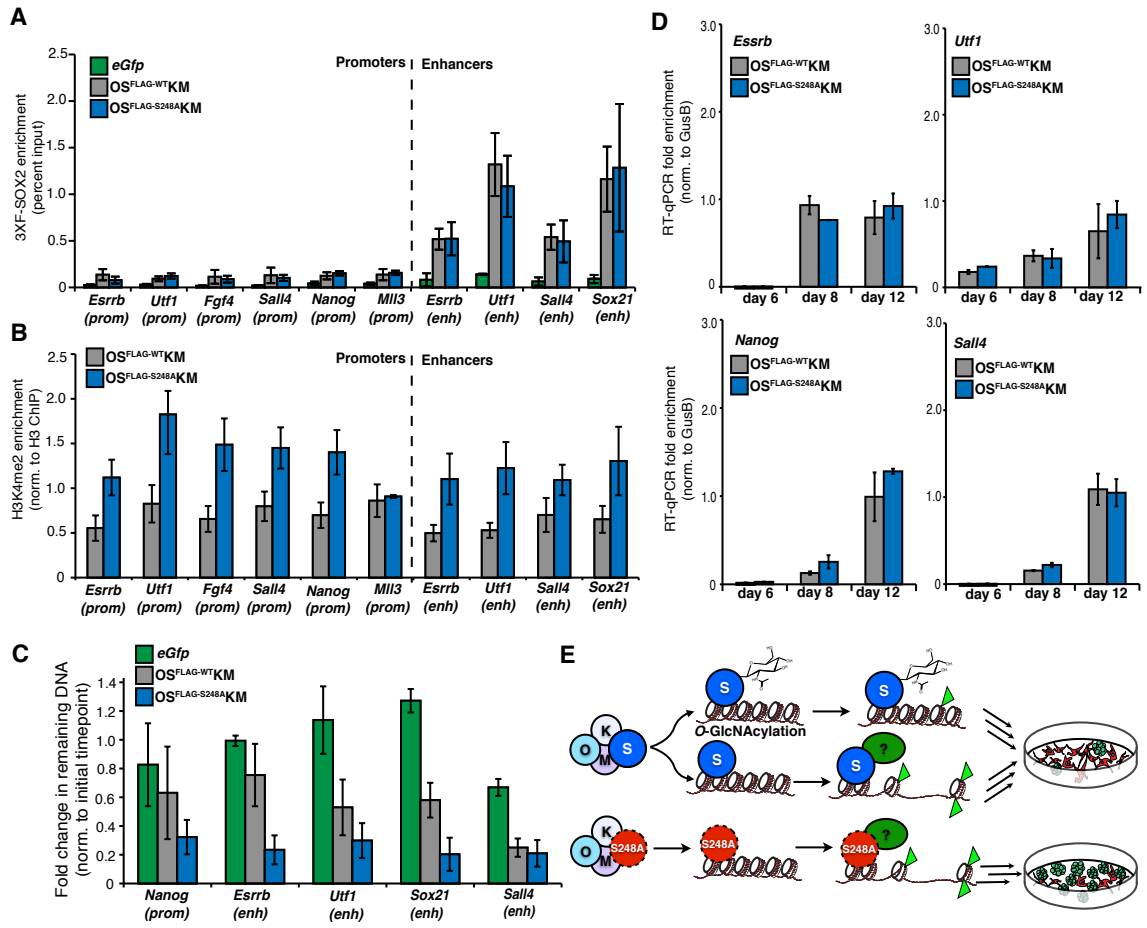 A
3XF-SOX2 enrichment
(percent input)
2.5
2.0
1.5
1.0
0.5
0
eGfp
OSFLAG-WTKM
OSFLAG-S248AKM
Promoters
Enhancers
Esrrb Utf1 Fgf4 Sall4 Nanog Mll3 Esrrb Utf1 Sall4 Sox21
(prom) (prom) (prom) (prom) (prom) (prom) (enh) (enh) (enh) (enh)
B
H3K4me2 enrichment
(norm. to H3 ChIP)
2.5
2.0
1.5
1.0
0.5
0
OSFLAG-WTKM
OSFLAG-S248AKM
Promoters
Enhancers
Esrrb Utf1 Fgf4 Sall4 Nanog Mll3 Esrrb Utf1 Sall4 Sox21
(prom) (prom) (prom) (prom) (prom) (prom) (enh) (enh) (enh) (enh)
C
Fold change in remaining DNA
(norm. to initial timepoint)
1.4
1.2
1.0
0.8
0.6
0.4
0.2
0
eGfp
OSFLAG-WTKM
OSFLAG-S248AKM
Nanog Esrrb Utf1 Sox21 Sall4
(prom) (enh) (enh) (enh) (enh)
D
RT-qPCR fold enrichment
(norm. to GusB)
3.0
2.0
1.0
0
Essrb
OSFLAG-WTKM
OSFLAG-S248AKM
day 6 day 8 day 12
3.0
2.0
1.0
0
Utf1
OSFLAG-WTKM
OSFLAG-S248AKM
day 6 day 8 day 12
RT-qPCR fold enrichment
(norm. to GusB)
3.0
2.0
1.0
0
Nanog
OSFLAG-WTKM
OSFLAG-S248AKM
day 6 day 8 day 12
3.0
2.0
1.0
0
Sall4
OSFLAG-WTKM
OSFLAG-S248AKM
day 6 day 8 day 12
E
S
S
K
O
S
M
O-GlcNAcylation
S
S
?
K
O
M
S248A
S248A
S248A
?